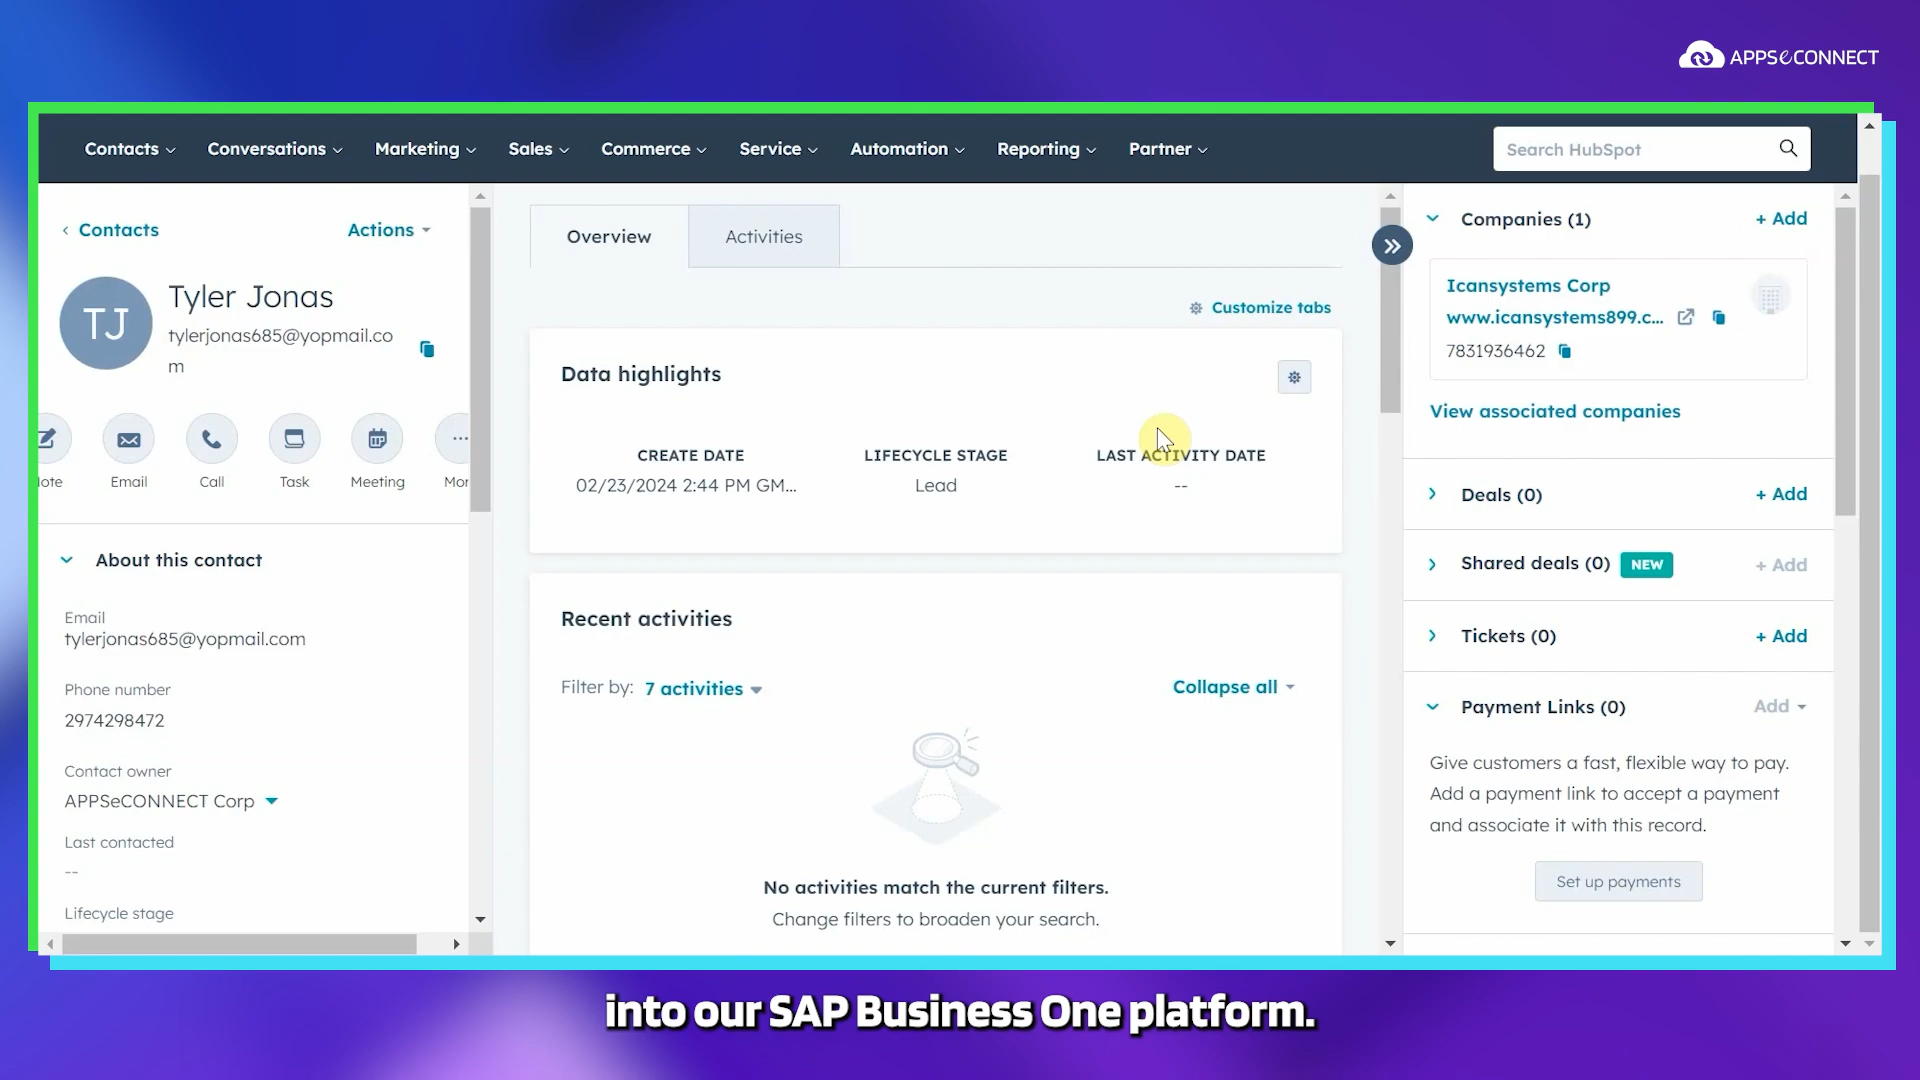 APPSeCONNECT
Contacts Conversations Marketing Sales Commerce Service Automation Reporting Partner
Search HubSpot
Contacts Actions
TJ
Tyler Jonas
tylerjonas685@yopmail.co
m
ote Email Call Task Meeting Mor
About this contact
Email
tylerjonas685@yopmail.com
Phone number
2974298472
Contact owner
APPSeCONNECT Corp
Last contacted
--
Lifecycle stage
Overview Activities
Customize tabs
Data highlights
CREATE DATE LIFECYCLE STAGE LAST ACTIVITY DATE
02/23/2024 2:44 PM GM... Lead --
Recent activities
Filter by: 7 activities Collapse all
No activities match the current filters.
Change filters to broaden your search.
Companies (1) + Add
Icansystems Corp
www.icansystems899.c...
7831936462
View associated companies
Deals (0) + Add
Shared deals (0) NEW + Add
Tickets (0) + Add
Payment Links (0) Add
Give customers a fast, flexible way to pay.
Add a payment link to accept a payment
and associate it with this record.
Set up payments
into our SAP Business One platform.